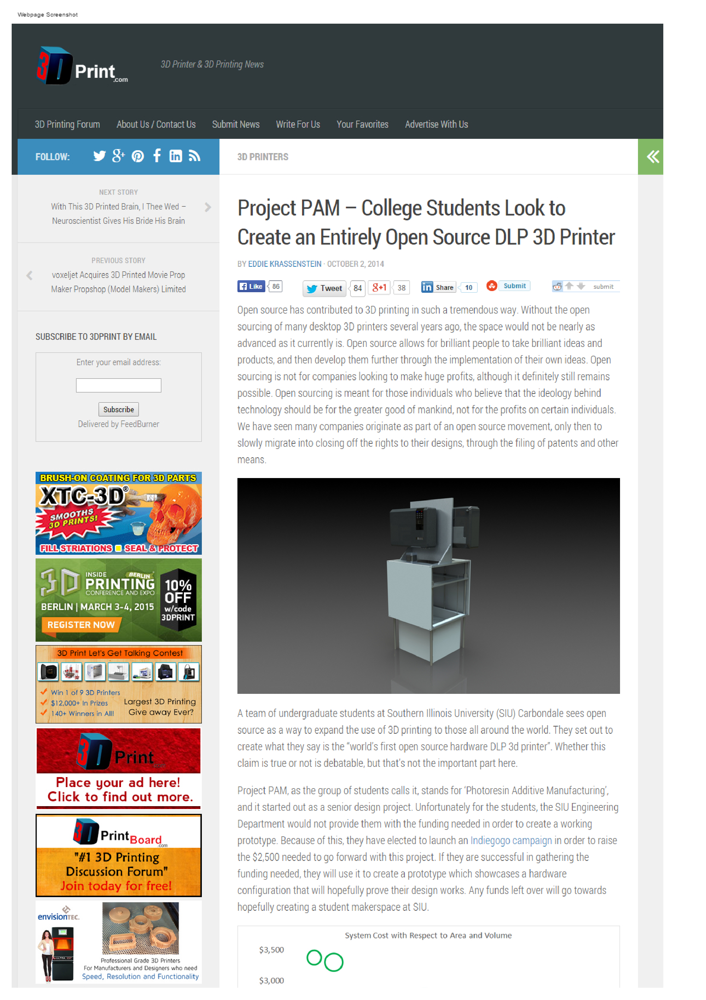 Webpage Screenshot
3D Print.com
3D Printer & 3D Printing News
3D Printing Forum About Us / Contact Us Submit News Write For Us Your Favorites Advertise With Us
FOLLOW:
NEXT STORY
With This 3D Printed Brain, I Thee Wed –
Neuroscientist Gives His Bride His Brain
PREVIOUS STORY
voxeljet Acquires 3D Printed Movie Prop
Maker Propshop (Model Makers) Limited
SUBSCRIBE TO 3DPRINT BY EMAIL
Enter your email address:
Subscribe
Delivered by FeedBurner
BRUSH-ON COATING FOR 3D PARTS
XTC-3D®
SMOOTHS
3D PRINTS!
FILL STRIATIONS SEAL & PROTECT
INSIDE
3D PRINTING BERLIN
CONFERENCE AND EXPO
BERLIN | MARCH 3-4, 2015
REGISTER NOW
10%
OFF
w/code
3DPRINT
3D Print Let's Get Talking Contest
Win 1 of 9 3D Printers
$12,000+ In Prizes
140+ Winners in All!
Largest 3D Printing
Give away Ever?
3D Print.com
Place your ad here!
Click to find out more.
3D PrintBoard.com
"#1 3D Printing
Discussion Forum"
Join today for free!
envisionTEC.
ULTRA 3SP
Professional Grade 3D Printers
For Manufacturers and Designers who need
Speed, Resolution and Functionality
3D PRINTERS
Project PAM – College Students Look to
Create an Entirely Open Source DLP 3D Printer
BY EDDIE KRASSENSTEIN · OCTOBER 2, 2014
Like 86 Tweet 84 g+1 38 in Share 10 Submit submit
Open source has contributed to 3D printing in such a tremendous way. Without the open
sourcing of many desktop 3D printers several years ago, the space would not be nearly as
advanced as it currently is. Open source allows for brilliant people to take brilliant ideas and
products, and then develop them further through the implementation of their own ideas. Open
sourcing is not for companies looking to make huge profits, although it definitely still remains
possible. Open sourcing is meant for those individuals who believe that the ideology behind
technology should be for the greater good of mankind, not for the profits on certain individuals.
We have seen many companies originate as part of an open source movement, only then to
slowly migrate into closing off the rights to their designs, through the filing of patents and other
means.
A team of undergraduate students at Southern Illinois University (SIU) Carbondale sees open
source as a way to expand the use of 3D printing to those all around the world. They set out to
create what they say is the “world’s first open source hardware DLP 3d printer”. Whether this
claim is true or not is debatable, but that's not the important part here.
Project PAM, as the group of students calls it, stands for ‘Photoresin Additive Manufacturing’,
and it started out as a senior design project. Unfortunately for the students, the SIU Engineering
Department would not provide them with the funding needed in order to create a working
prototype. Because of this, they have elected to launch an Indiegogo campaign in order to raise
the $2,500 needed to go forward with this project. If they are successful in gathering the
funding needed, they will use it to create a prototype which showcases a hardware
configuration that will hopefully prove their design works. Any funds left over will go towards
hopefully creating a student makerspace at SIU.
System Cost with Respect to Area and Volume
$3,500
$3,000